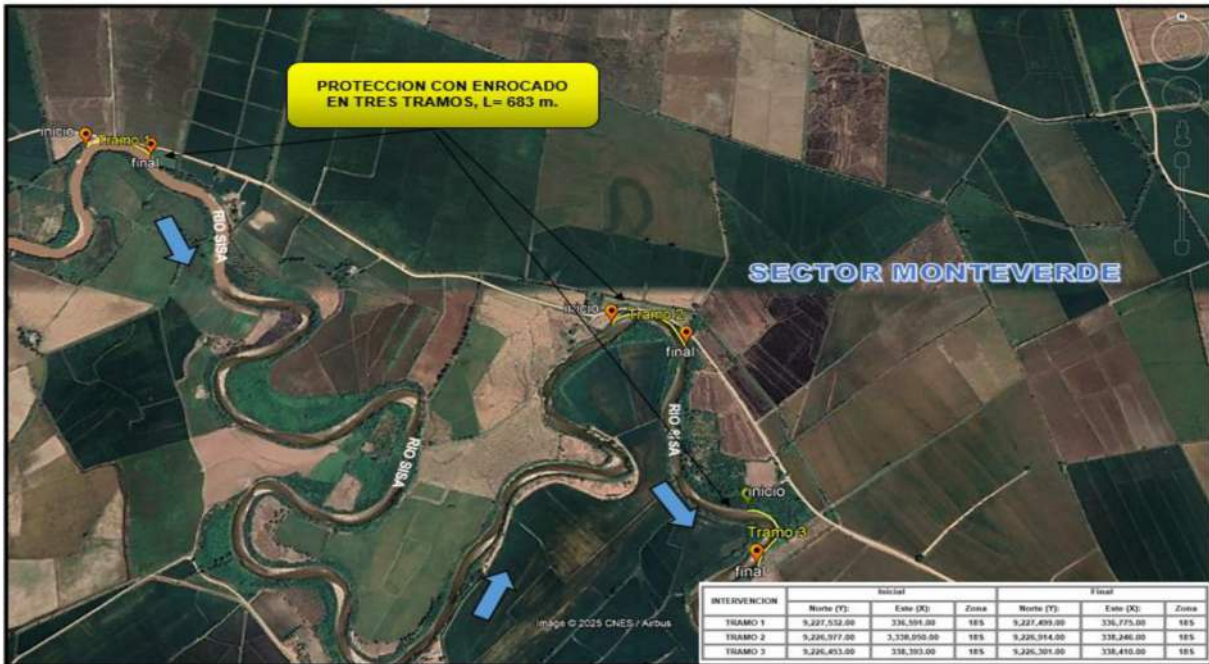 N
PROTECCION CON ENROCADO
EN TRES TRAMOS, L= 683 m.
inicio
Tramo 1
final
RIO SISA
SECTOR MONTEVERDE
inicio
Tramo 2
final
RIO SISA
RIO SISA
inicio
Tramo 3
final
Image © 2025 CNES / Airbus
INTERVENCION Inicial Final
Norte (Y): Este (X): Zona Norte (Y): Este (X): Zona
TRAMO 1 9,227,532.00 336,591.00 18S 9,227,499.00 336,775.00 18S
TRAMO 2 9,226,977.00 3,338,050.00 18S 9,226,914.00 338,246.00 18S
TRAMO 3 9,226,453.00 338,393.00 18S 9,226,301.00 338,410.00 18S